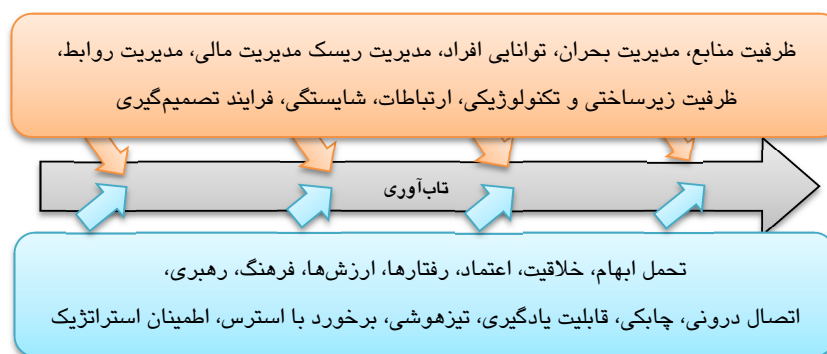 ظرفیت منابع، مدیریت بحران، توانایی افراد، مدیریت ریسک مدیریت مالی، مدیریت روابط،
ظرفیت زیرساختی و تکنولوژیکی، ارتباطات، شایستگی، فرایند تصمیم‌گیری
تاب‌آوری
تحمل ابهام، خلاقیت، اعتماد، رفتارها، ارزش‌ها، فرهنگ، رهبری،
اتصال درونی، چابکی، قابلیت یادگیری، تیزهوشی، برخورد با استرس، اطمینان استراتژیک